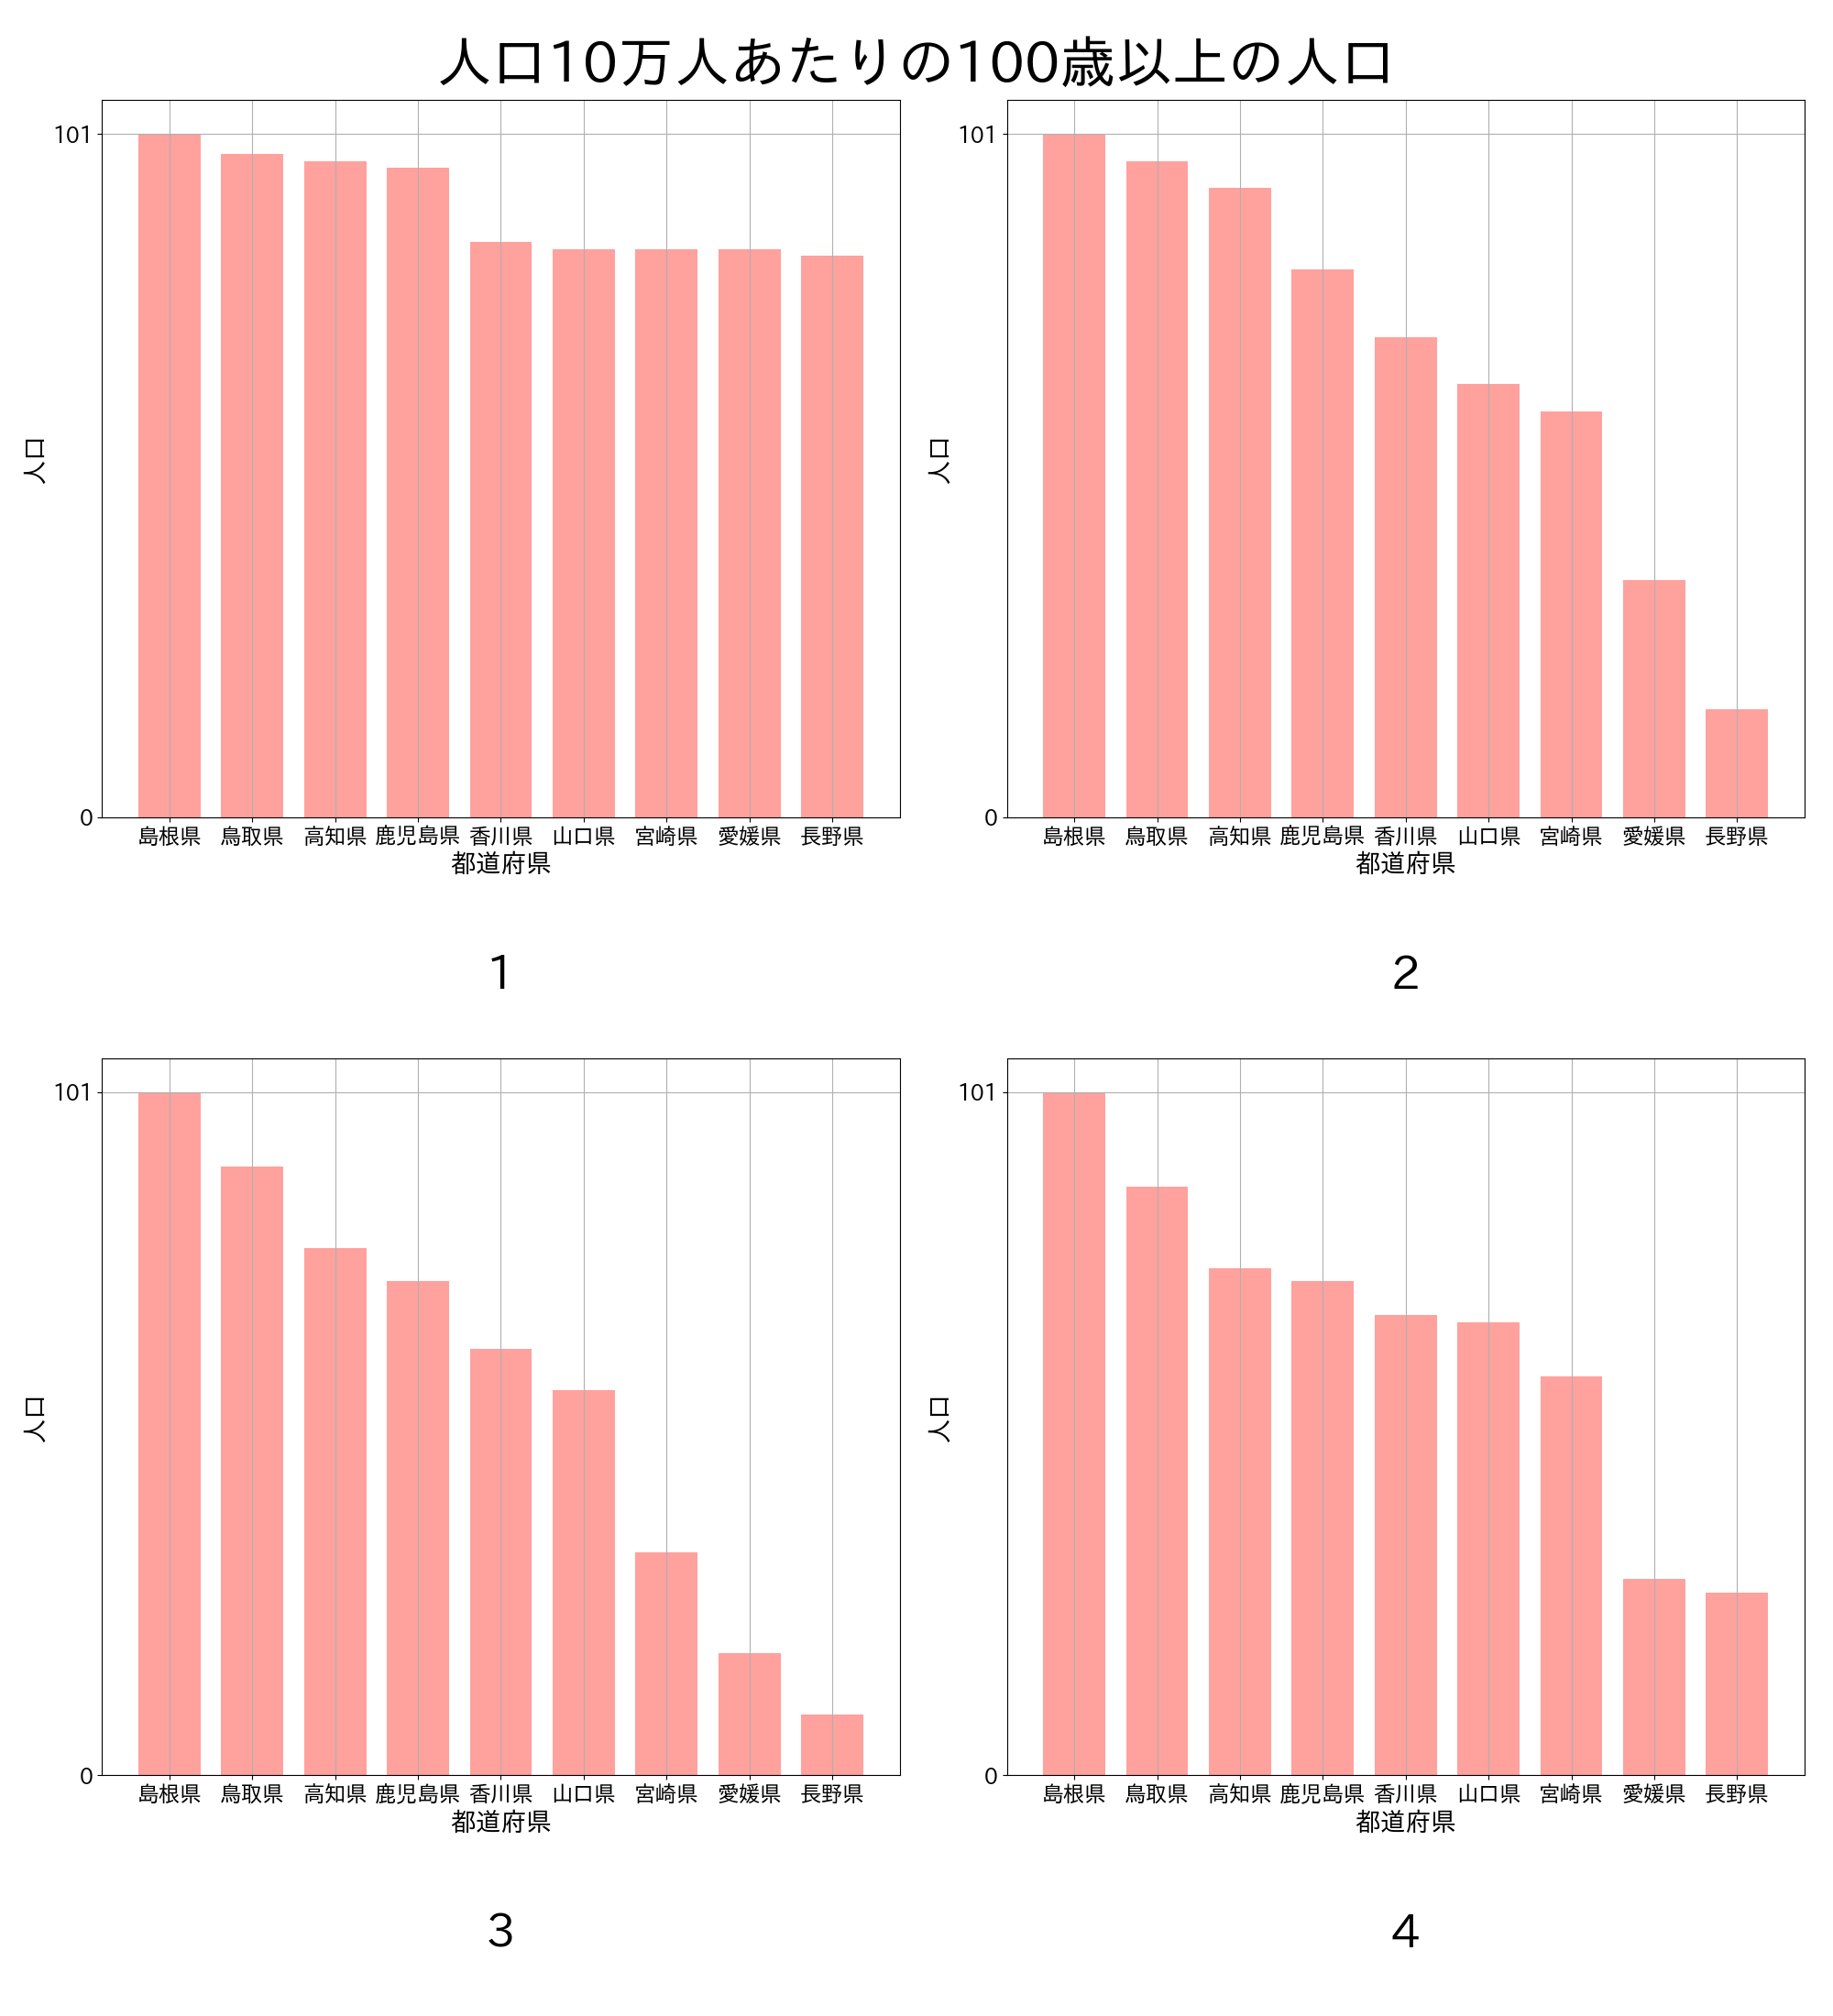 人口10万人あたりの100歳以上の人口
101
0
人口
島根県 鳥取県 高知県 鹿児島県 香川県 山口県 宮崎県 愛媛県 長野県
都道府県
1
101
0
人口
島根県 鳥取県 高知県 鹿児島県 香川県 山口県 宮崎県 愛媛県 長野県
都道府県
2
101
0
人口
島根県 鳥取県 高知県 鹿児島県 香川県 山口県 宮崎県 愛媛県 長野県
都道府県
3
101
0
人口
島根県 鳥取県 高知県 鹿児島県 香川県 山口県 宮崎県 愛媛県 長野県
都道府県
4